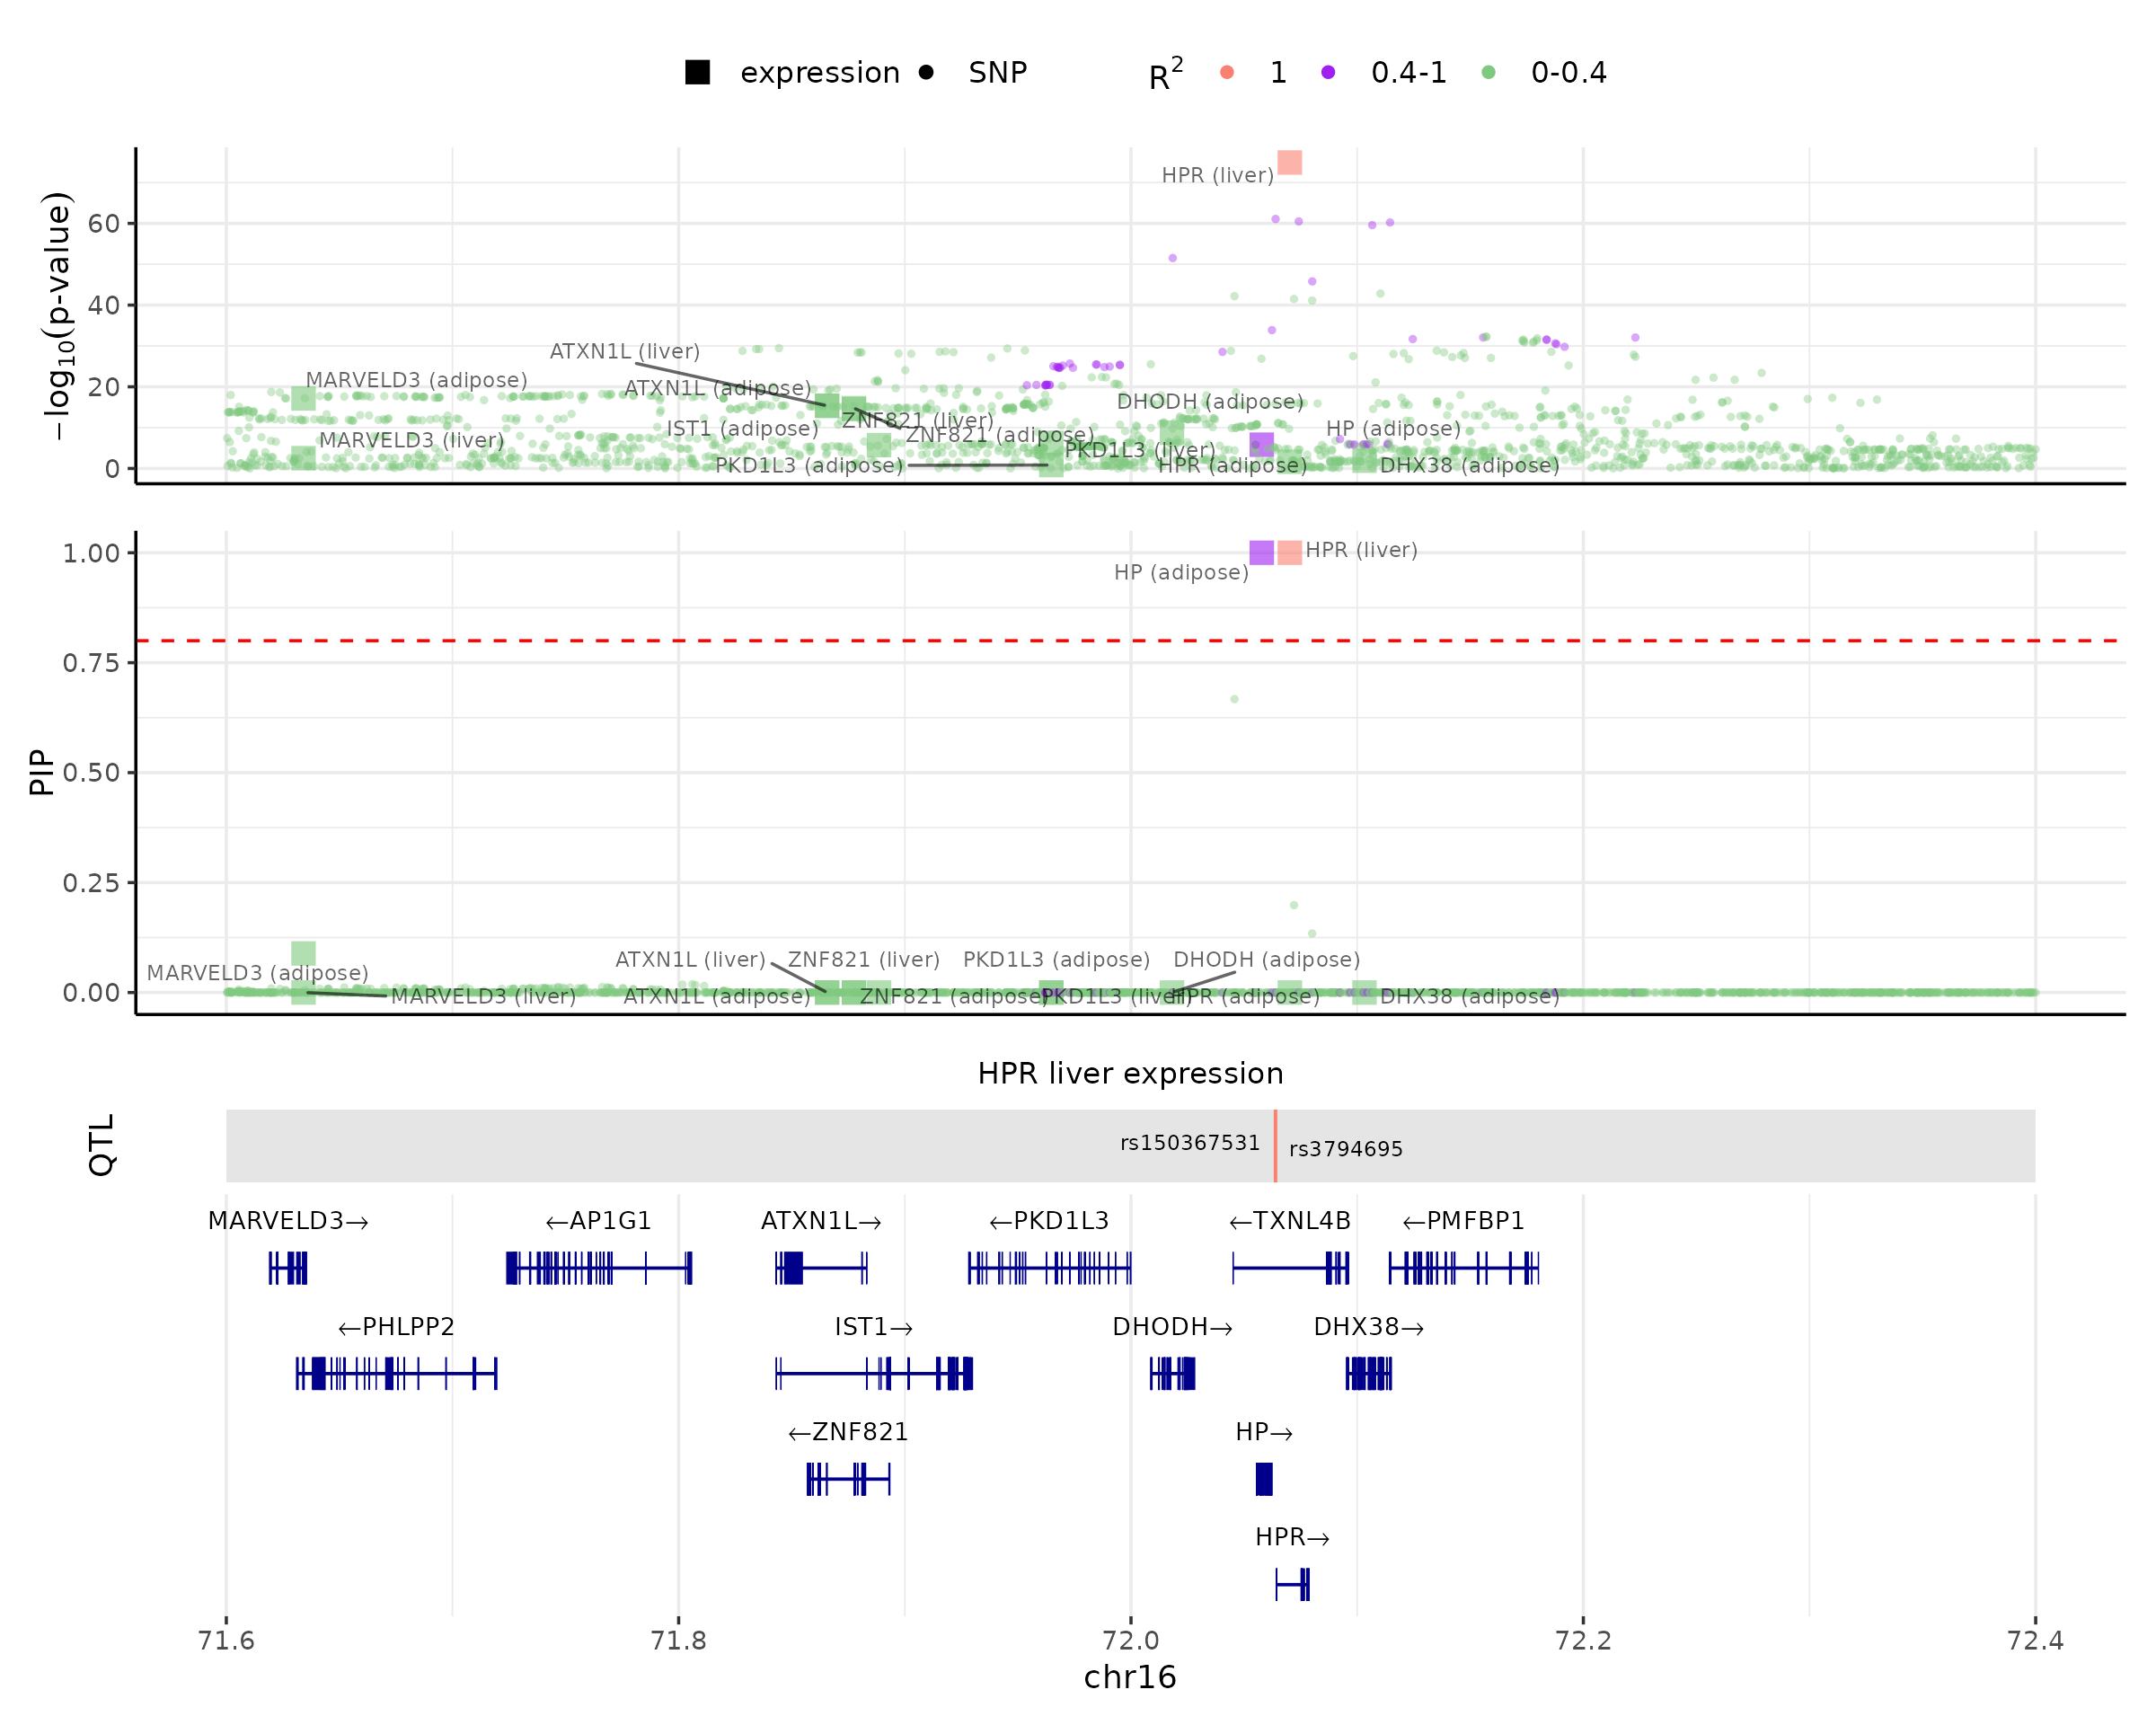 expression SNP R2 1 0.4-1 0-0.4
−log10(p-value)
60
40
20
0
HPR (liver)
ATXN1L (liver)
MARVELD3 (adipose)
ATXN1L (adipose)
DHODH (adipose)
ZNF821 (liver)
IST1 (adipose)
ZNF821 (adipose)
HP (adipose)
MARVELD3 (liver)
PKD1L3 (liver)
PKD1L3 (adipose)
HPR (adipose)
DHX38 (adipose)
PIP
1.00
0.75
0.50
0.25
0.00
HPR (liver)
HP (adipose)
ATXN1L (liver)
ZNF821 (liver)
PKD1L3 (adipose)
DHODH (adipose)
MARVELD3 (adipose)
MARVELD3 (liver)
ATXN1L (adipose)
ZNF821 (adipose)
PKD1L3 (liver)
HPR (adipose)
DHX38 (adipose)
HPR liver expression
QTL
rs150367531
rs3794695
MARVELD3→ ←AP1G1 ATXN1L→ ←PKD1L3 ←TXNL4B ←PMFBP1
←PHLPP2 IST1→ DHODH→ DHX38→
←ZNF821 HP→
HPR→
71.6 71.8 72.0 72.2 72.4
chr16